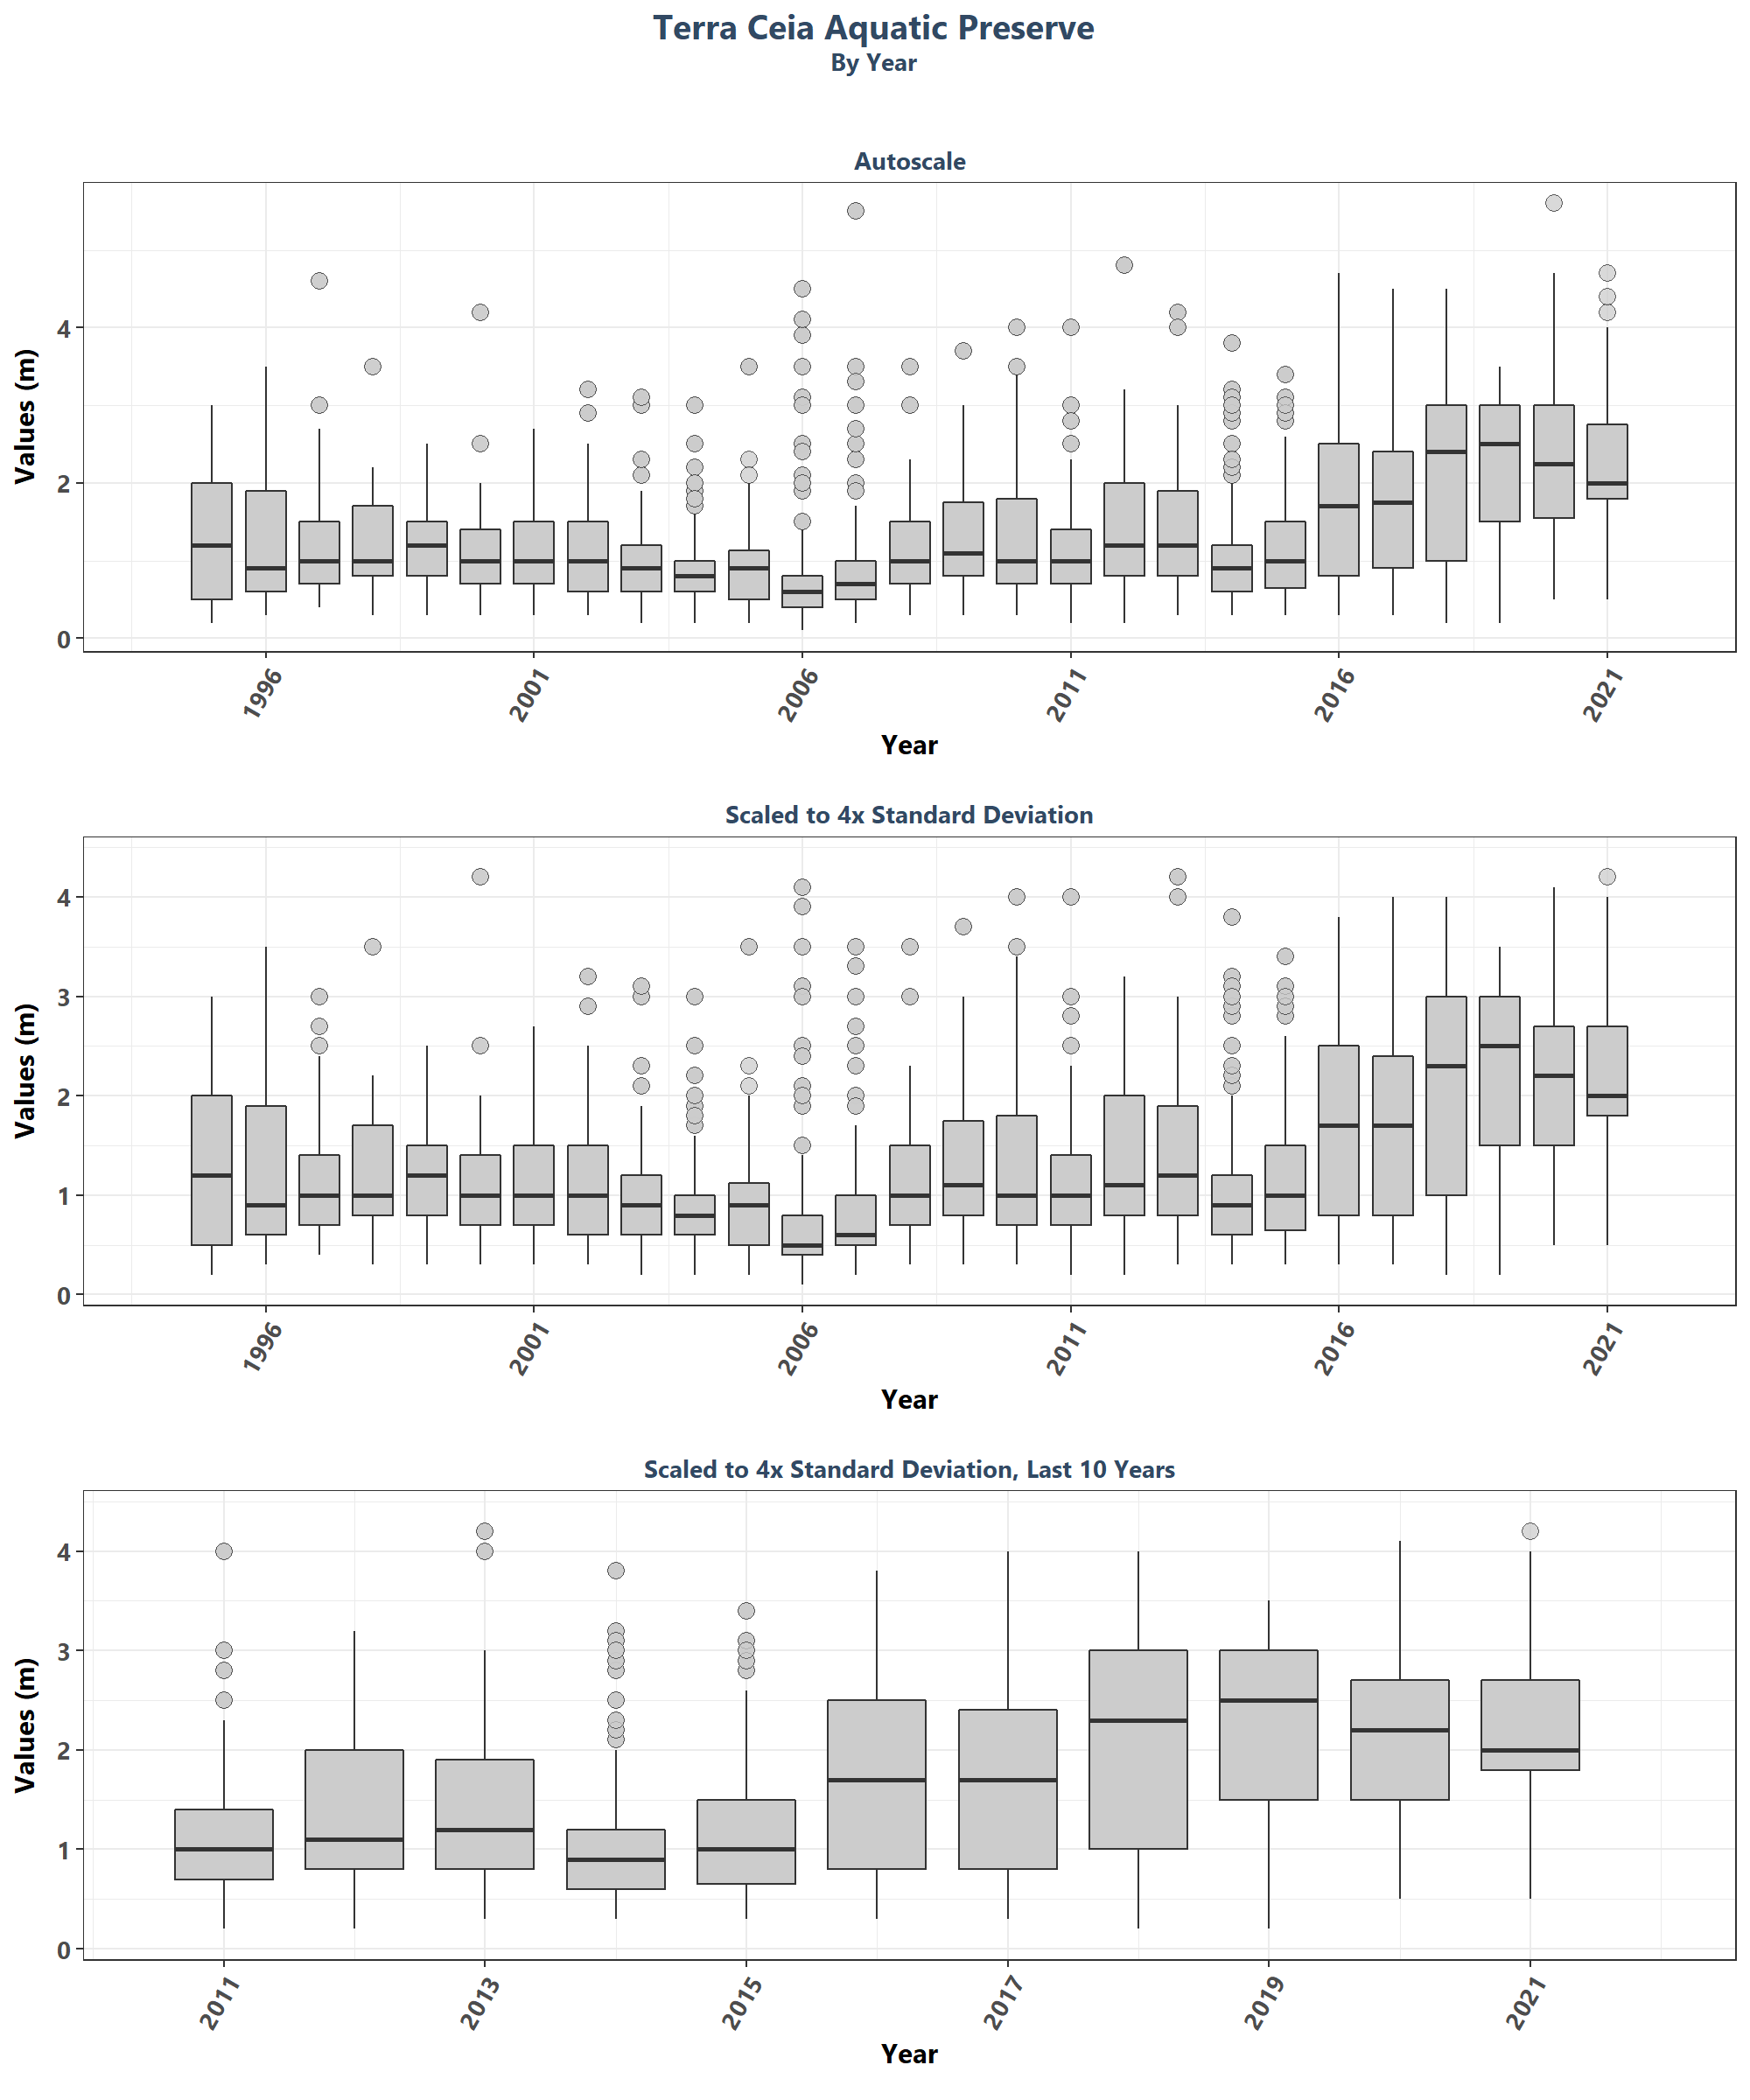 Terra Ceia Aquatic Preserve
By Year
Autoscale
Values (m)
4
2
0
1996
2001
2006
2011
2016
2021
Year
Scaled to 4x Standard Deviation
Values (m)
4
3
2
1
0
1996
2001
2006
2011
2016
2021
Year
Scaled to 4x Standard Deviation, Last 10 Years
Values (m)
4
3
2
1
0
2011
2013
2015
2017
2019
2021
Year